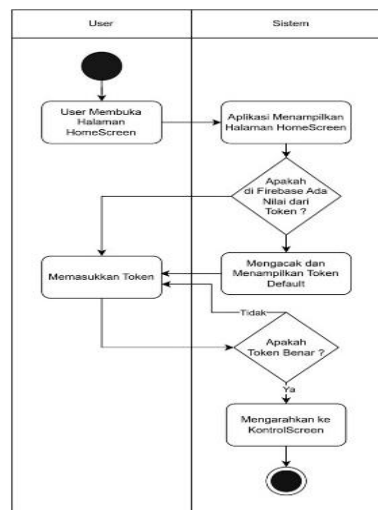 User
Sistem
User Membuka
Halaman
HomeScreen
Aplikasi Menampilkan
Halaman HomeScreen
Apakah
di Firebase Ada
Nilai dari
Token ?
Mengacak dan
Menampilkan Token
Default
Memasukkan Token
Tidak
Apakah
Token Benar ?
Ya
Mengarahkan ke
KontrolScreen